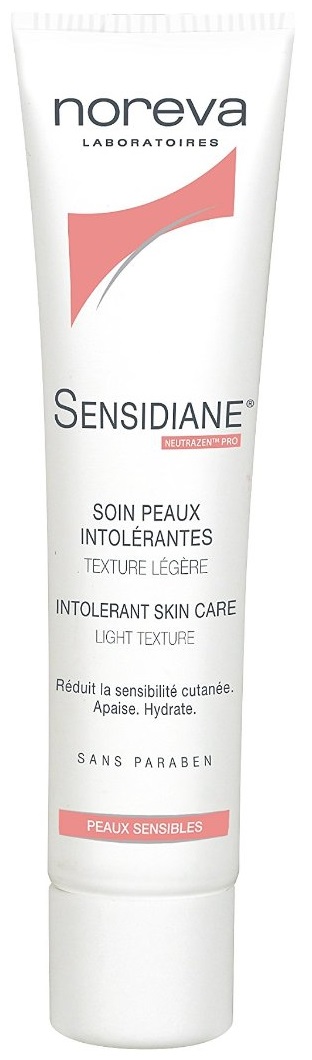 noreva
LABORATOIRES
SENSIDIANE®
NEUTRAZEN™ PRO
SOIN PEAUX
INTOLÉRANTES
TEXTURE LÉGÈRE
INTOLERANT SKIN CARE
LIGHT TEXTURE
Réduit la sensibilité cutanée.
Apaise. Hydrate.
SANS PARABEN
PEAUX SENSIBLES